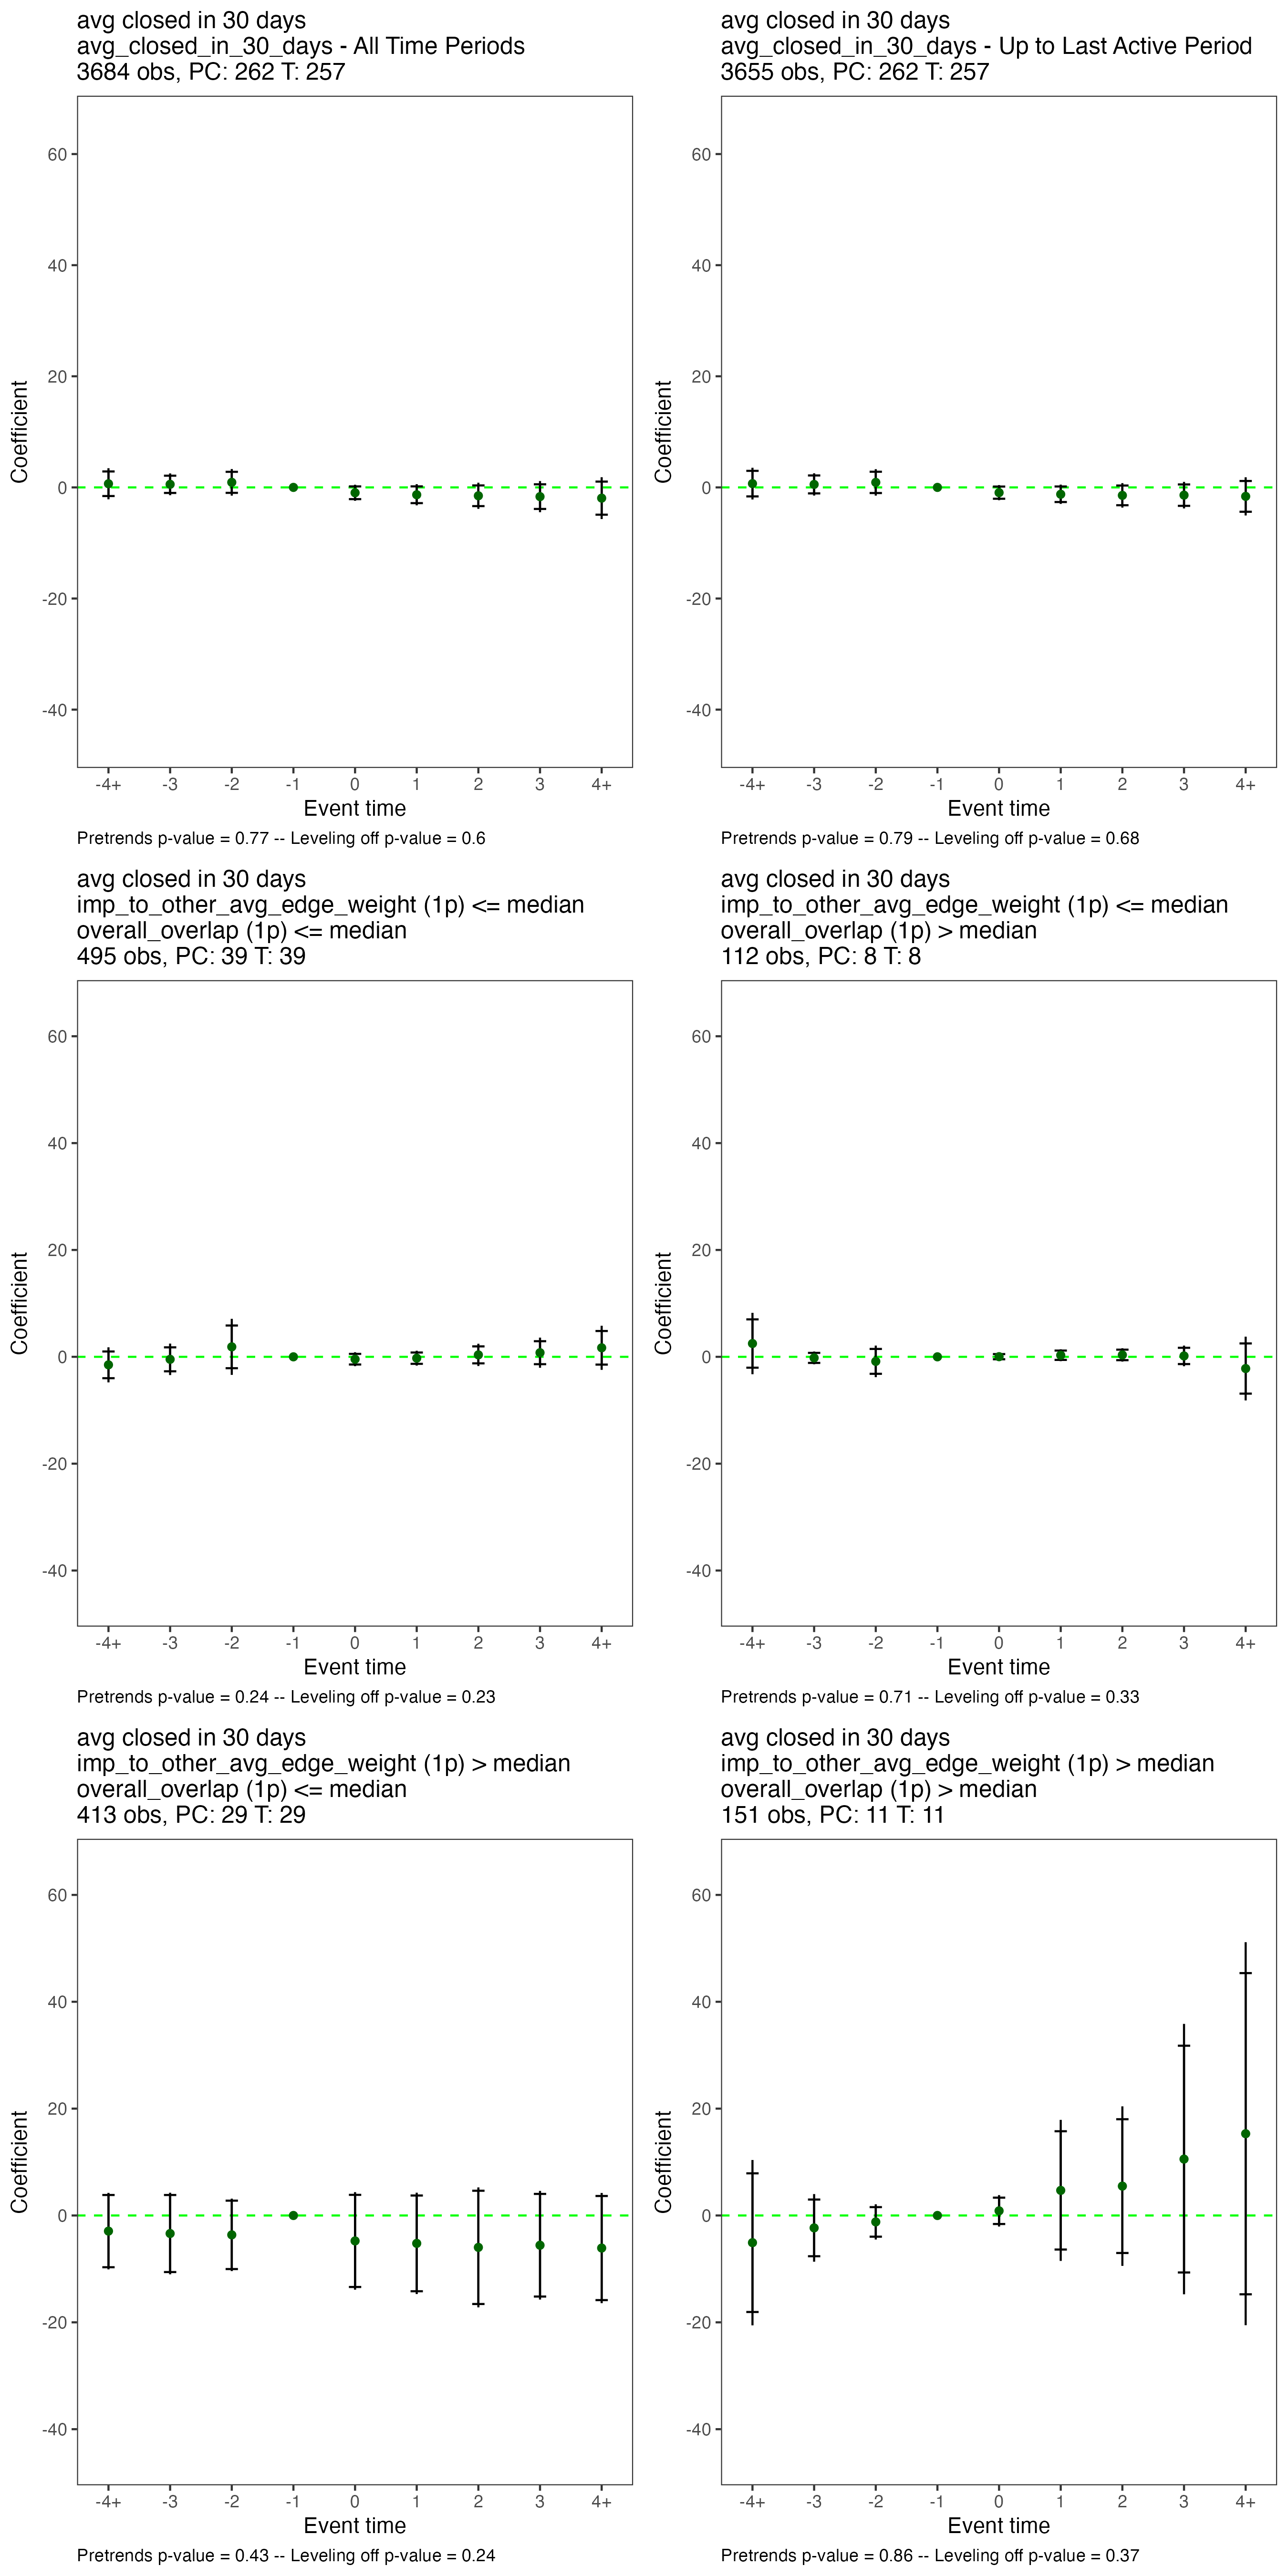 avg closed in 30 days
avg_closed_in_30_days - All Time Periods
3684 obs, PC: 262 T: 257
60
40
20
0
-20
-40
Coefficient
-4+ -3 -2 -1 0 1 2 3 4+
Event time
Pretrends p-value = 0.77 -- Leveling off p-value = 0.6
avg closed in 30 days
avg_closed_in_30_days - Up to Last Active Period
3655 obs, PC: 262 T: 257
60
40
20
0
-20
-40
Coefficient
-4+ -3 -2 -1 0 1 2 3 4+
Event time
Pretrends p-value = 0.79 -- Leveling off p-value = 0.68
avg closed in 30 days
imp_to_other_avg_edge_weight (1p) <= median
overall_overlap (1p) <= median
495 obs, PC: 39 T: 39
60
40
20
0
-20
-40
Coefficient
-4+ -3 -2 -1 0 1 2 3 4+
Event time
Pretrends p-value = 0.24 -- Leveling off p-value = 0.23
avg closed in 30 days
imp_to_other_avg_edge_weight (1p) <= median
overall_overlap (1p) > median
112 obs, PC: 8 T: 8
60
40
20
0
-20
-40
Coefficient
-4+ -3 -2 -1 0 1 2 3 4+
Event time
Pretrends p-value = 0.71 -- Leveling off p-value = 0.33
avg closed in 30 days
imp_to_other_avg_edge_weight (1p) > median
overall_overlap (1p) <= median
413 obs, PC: 29 T: 29
60
40
20
0
-20
-40
Coefficient
-4+ -3 -2 -1 0 1 2 3 4+
Event time
Pretrends p-value = 0.43 -- Leveling off p-value = 0.24
avg closed in 30 days
imp_to_other_avg_edge_weight (1p) > median
overall_overlap (1p) > median
151 obs, PC: 11 T: 11
60
40
20
0
-20
-40
Coefficient
-4+ -3 -2 -1 0 1 2 3 4+
Event time
Pretrends p-value = 0.86 -- Leveling off p-value = 0.37